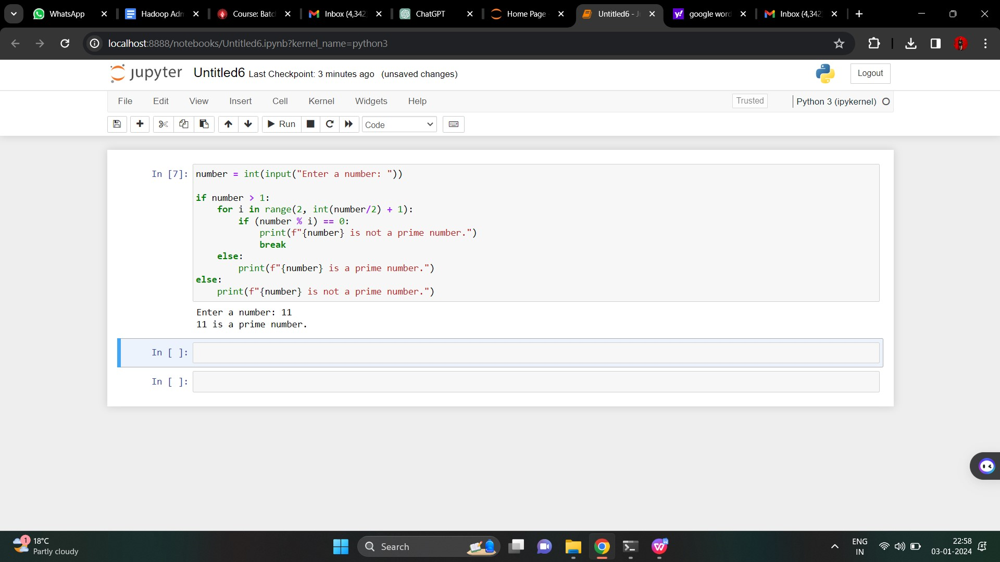 WhatsApp
Hadoop Adm
Course: Batc
Inbox (4,342
ChatGPT
Home Page
Untitled6 - J
google word
Inbox (4,342
localhost:8888/notebooks/Untitled6.ipynb?kernel_name=python3
jupyter Untitled6 Last Checkpoint: 3 minutes ago (unsaved changes)
Logout
File Edit View Insert Cell Kernel Widgets Help
Trusted
Python 3 (ipykernel)
Run
Code
In [7]: number = int(input("Enter a number: "))
if number > 1:
    for i in range(2, int(number/2) + 1):
        if (number % i) == 0:
            print(f"{number} is not a prime number.")
            break
    else:
        print(f"{number} is a prime number.")
else:
    print(f"{number} is not a prime number.")
Enter a number: 11
11 is a prime number.
In [ ]:
In [ ]:
1
18°C
Partly cloudy
Search
ENG
IN
22:58
03-01-2024